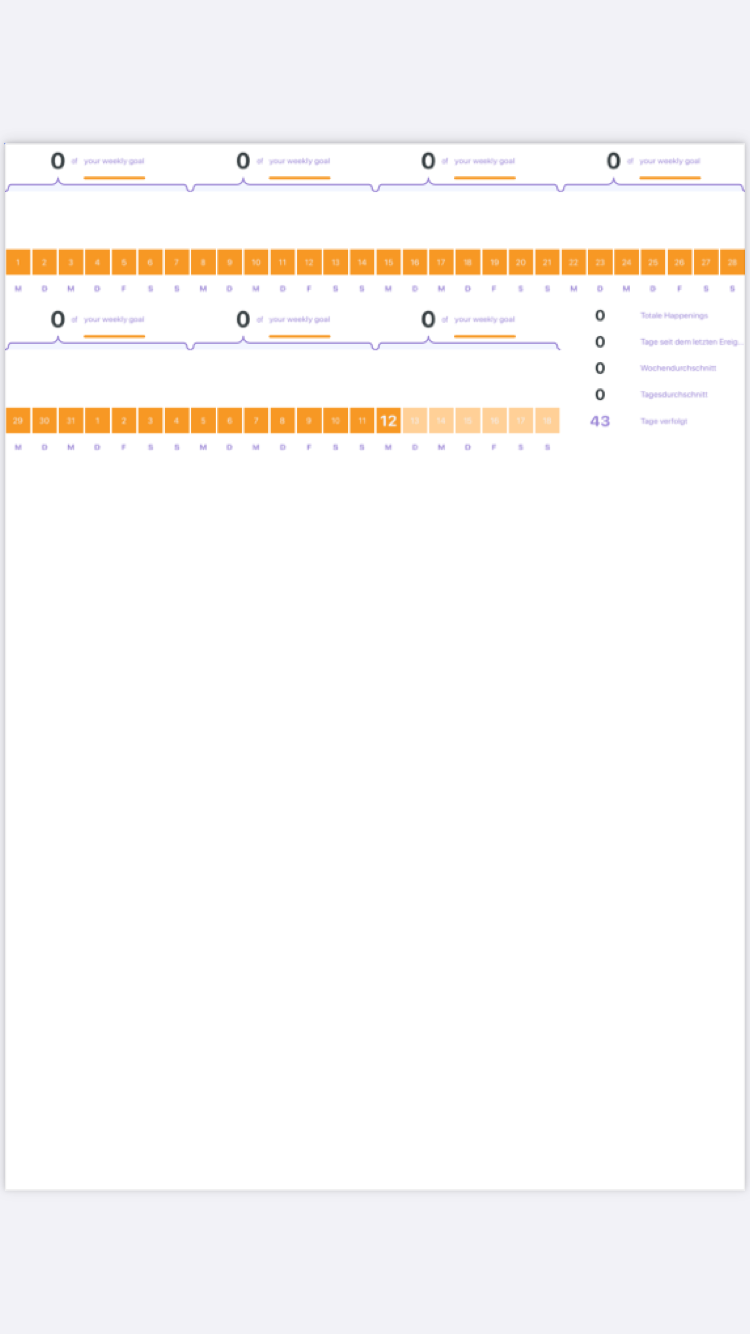 0 of your weekly goal 0 of your weekly goal 0 of your weekly goal 0 of your weekly goal
1 2 3 4 5 6 7 8 9 10 11 12 13 14 15 16 17 18 19 20 21 22 23 24 25 26 27 28
M D M D F S S M D M D F S S M D M D F S S M D M D F S S
0 of your weekly goal 0 of your weekly goal 0 of your weekly goal
0 Totale Happenings
0 Tage seit dem letzten Ereig...
0 Wochendurchschnitt
0 Tagesdurchschnitt
29 30 31 1 2 3 4 5 6 7 8 9 10 11 12 13 14 15 16 17 18
43 Tage verfolgt
M D M D F S S M D M D F S S M D M D F S S